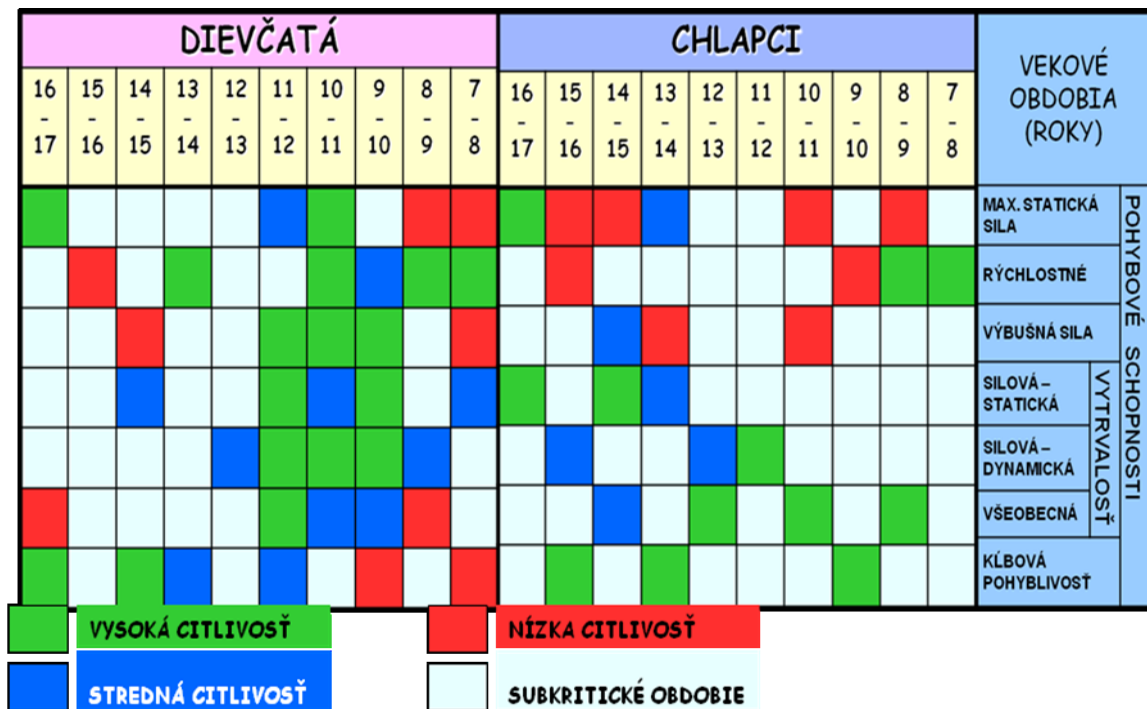 DIEVČATÁ
CHLAPCI
VEKOVÉ
OBDOBIA
(ROKY)
16 - 17 15 - 16 14 - 15 13 - 14 12 - 13 11 - 12 10 - 11 9 - 10 8 - 9 7 - 8
16 - 17 15 - 16 14 - 15 13 - 14 12 - 13 11 - 12 10 - 11 9 - 10 8 - 9 7 - 8
MAX. STATICKÁ
SILA
RÝCHLOSTNÉ
VÝBUŠNÁ SILA
SILOVÁ –
STATICKÁ
SILOVÁ –
DYNAMICKÁ
VŠEOBECNÁ
KĹBOVÁ
POHYBLIVOSŤ
VYTRVALOSŤ
POHYBOVÉ SCHOPNOSTI
VYSOKÁ CITLIVOSŤ
NÍZKA CITLIVOSŤ
STREDNÁ CITLIVOSŤ
SUBKRITICKÉ OBDOBIE